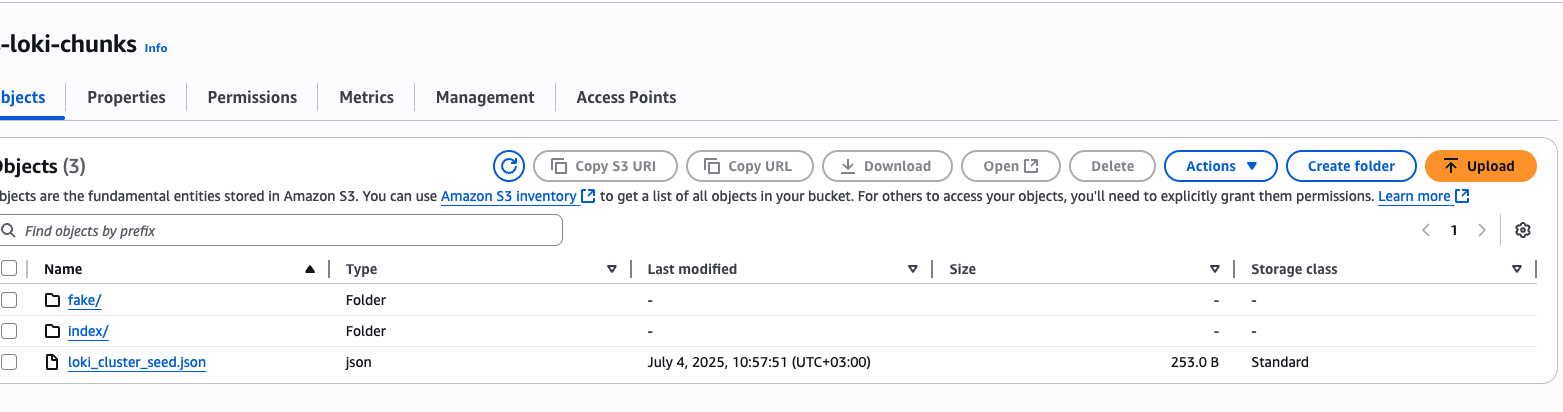 -loki-chunks Info
bjects Properties Permissions Metrics Management Access Points
bjects (3) Copy S3 URI Copy URL Download Open Delete Actions Create folder Upload
bjects are the fundamental entities stored in Amazon S3. You can use Amazon S3 inventory to get a list of all objects in your bucket. For others to access your objects, you'll need to explicitly grant them permissions. Learn more
Find objects by prefix 1
Name Type Last modified Size Storage class
fake/ Folder - - -
index/ Folder - - -
loki_cluster_seed.json json July 4, 2025, 10:57:51 (UTC+03:00) 253.0 B Standard